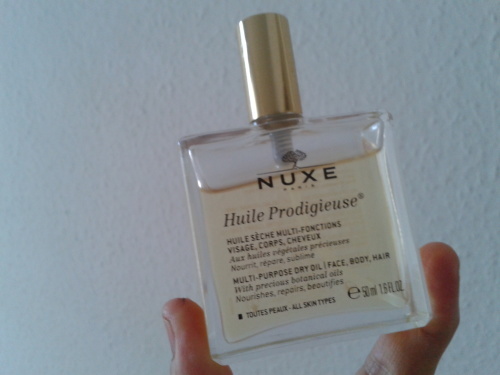 NUXE
PARIS
Huile Prodigieuse®
HUILE SÈCHE MULTI-FONCTIONS
VISAGE, CORPS, CHEVEUX
Aux huiles végétales précieuses
Nourrit, répare, sublime
MULTI-PURPOSE DRY OIL | FACE, BODY, HAIR
With precious botanical oils
Nourishes, repairs, beautifies
TOUTES PEAUX - ALL SKIN TYPES
℮ 50 ml 1.6 FL.OZ